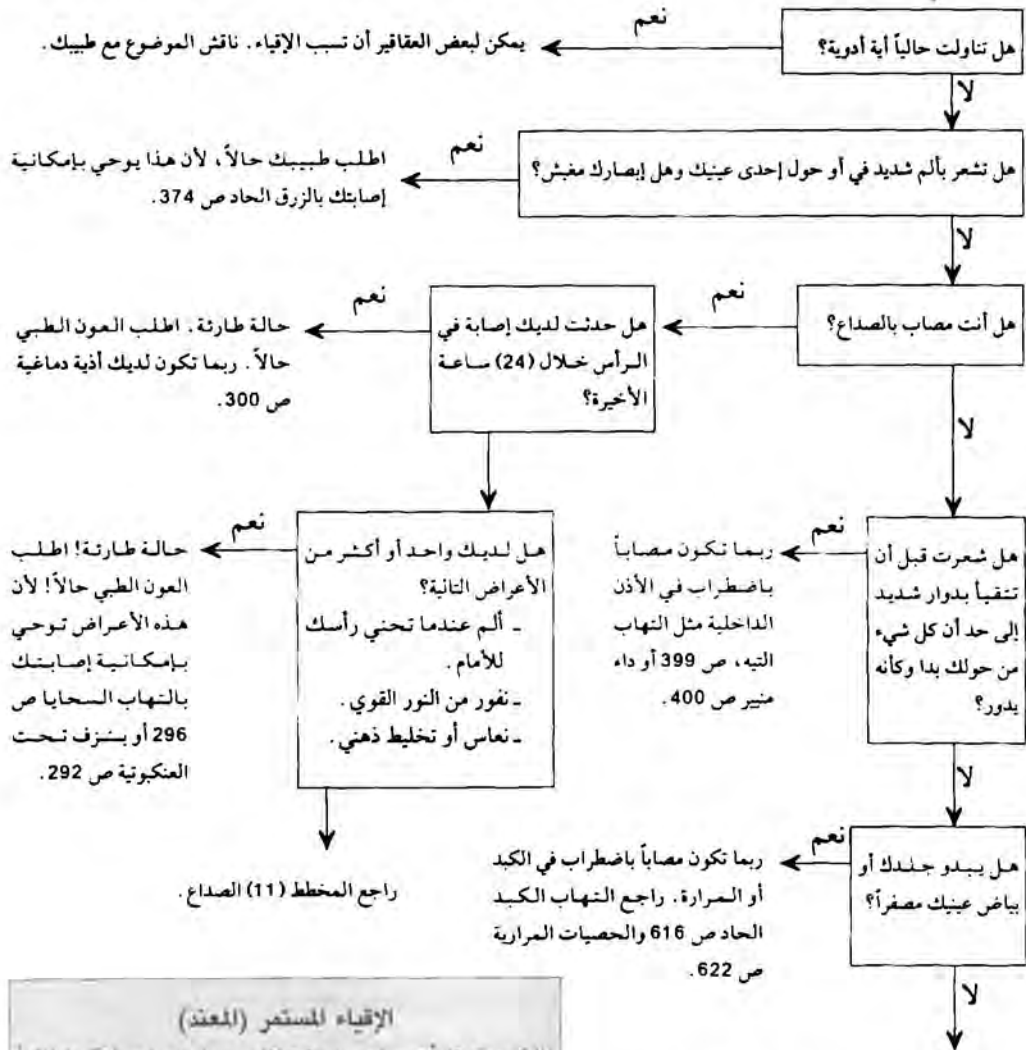 هل تناولت حالياً أية أدوية؟
نعم
يمكن لبعض العقاقير أن تسبب الإقياء. ناقش الموضوع مع طبيبك.
لا
هل تشعر بألم شديد في أو حول إحدى عينيك وهل إبصارك مغبش؟
نعم
اطلب طبيبك حالاً، لأن هذا يوحي بإمكانية
إصابتك بالزرق الحاد ص 374.
لا
هل أنت مصاب بالصداع؟
نعم
هل حدثت لديك إصابة في
الرأس خلال (24) ساعة
الأخيرة؟
نعم
حالة طارئة. اطلب العون الطبي
حالاً. ربما تكون لديك أذية دماغية
ص 300.
لا
هل لديك واحد أو أكثر من
الأعراض التالية؟
ـ ألم عندما تحني رأسك
للأمام.
ـ نفور من النور القوي.
ـ نعاس أو تخليط ذهني.
نعم
حالة طارئة! اطلب
العون الطبي حالاً! لأن
هذه الأعراض توحي
بإمكانية إصابتك
بالتهاب السحايا ص
296 أو بنزف تحت
العنكبوتية ص 292.
راجع المخطط (11) الصداع.
هل شعرت قبل أن
تتقيأ بدوار شديد
إلى حد أن كل شيء
من حولك بدا وكأنه
يدور؟
نعم
ربما تكون مصاباً
باضطراب في الأذن
الداخلية مثل التهاب
التيه، ص 399 أو داء
منيير ص 400.
لا
هل يبدو جلدك أو
بياض عينيك مصفراً؟
نعم
ربما تكون مصاباً باضطراب في الكبد
أو المرارة. راجع التهاب الكبد
الحاد ص 616 والحصيات المرارية
ص 622.
لا
الإقياء المستمر (المعند)